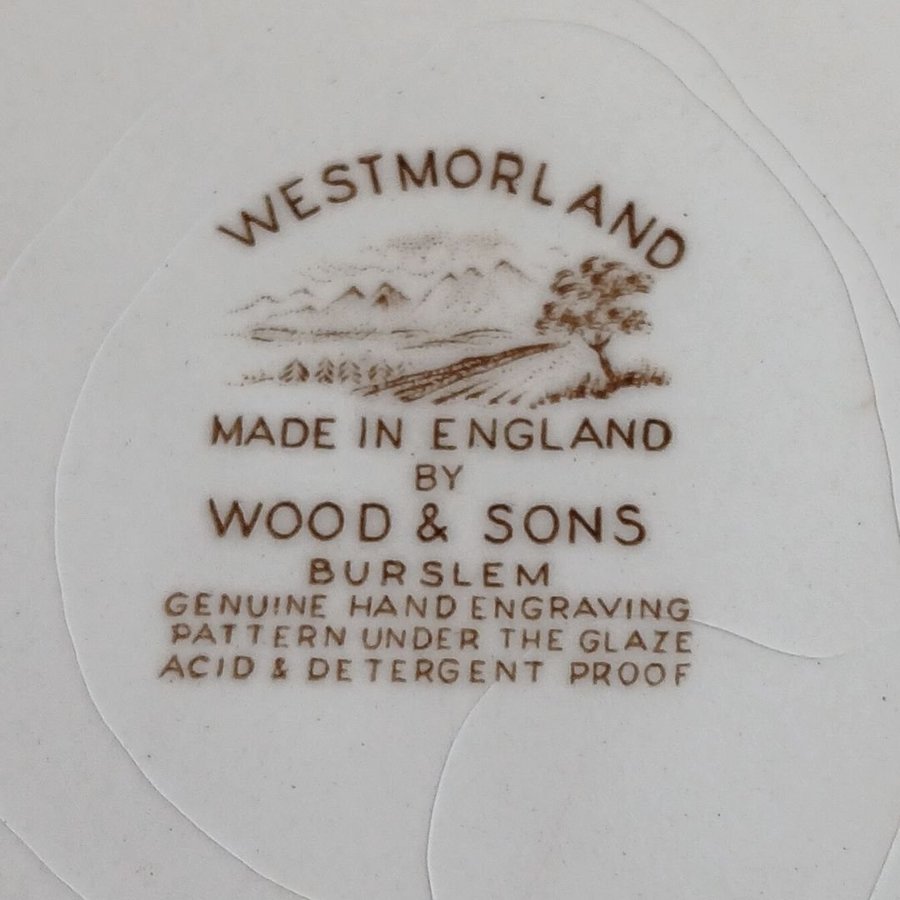 WESTMORLAND
MADE IN ENGLAND
BY
WOOD & SONS
BURSLEM
GENUINE HAND ENGRAVING
PATTERN UNDER THE GLAZE
ACID & DETERGENT PROOF